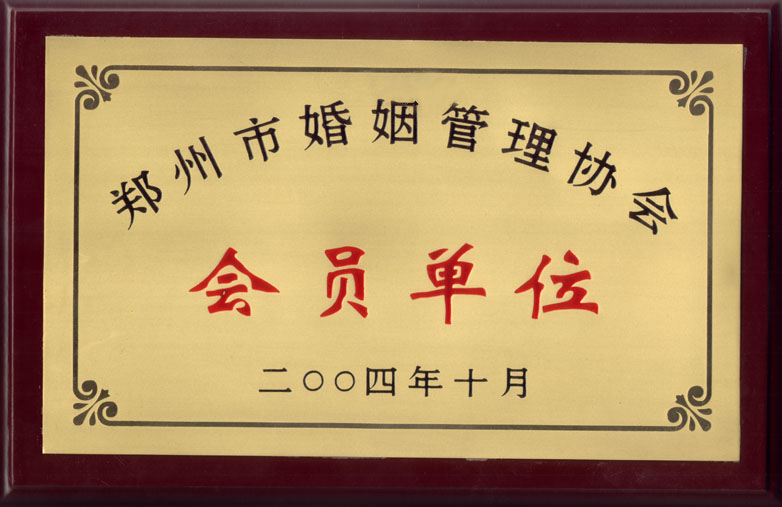 郑州市婚姻管理协会
会员单位
二〇〇四年十月